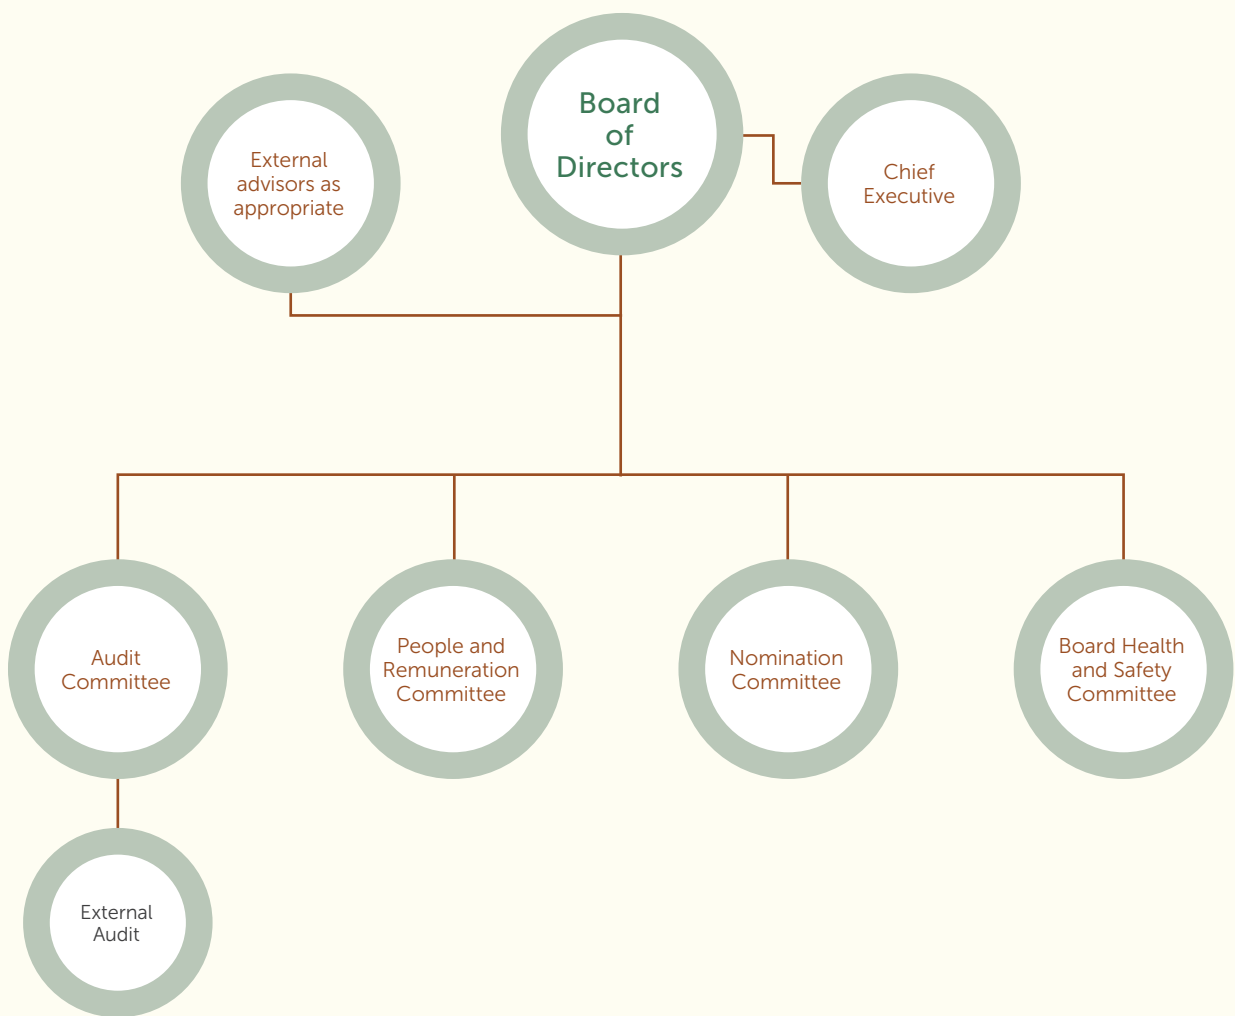 Board
of
Directors
External
advisors as
appropriate
Chief
Executive
Audit
Committee
People and
Remuneration
Committee
Nomination
Committee
Board Health
and Safety
Committee
External
Audit